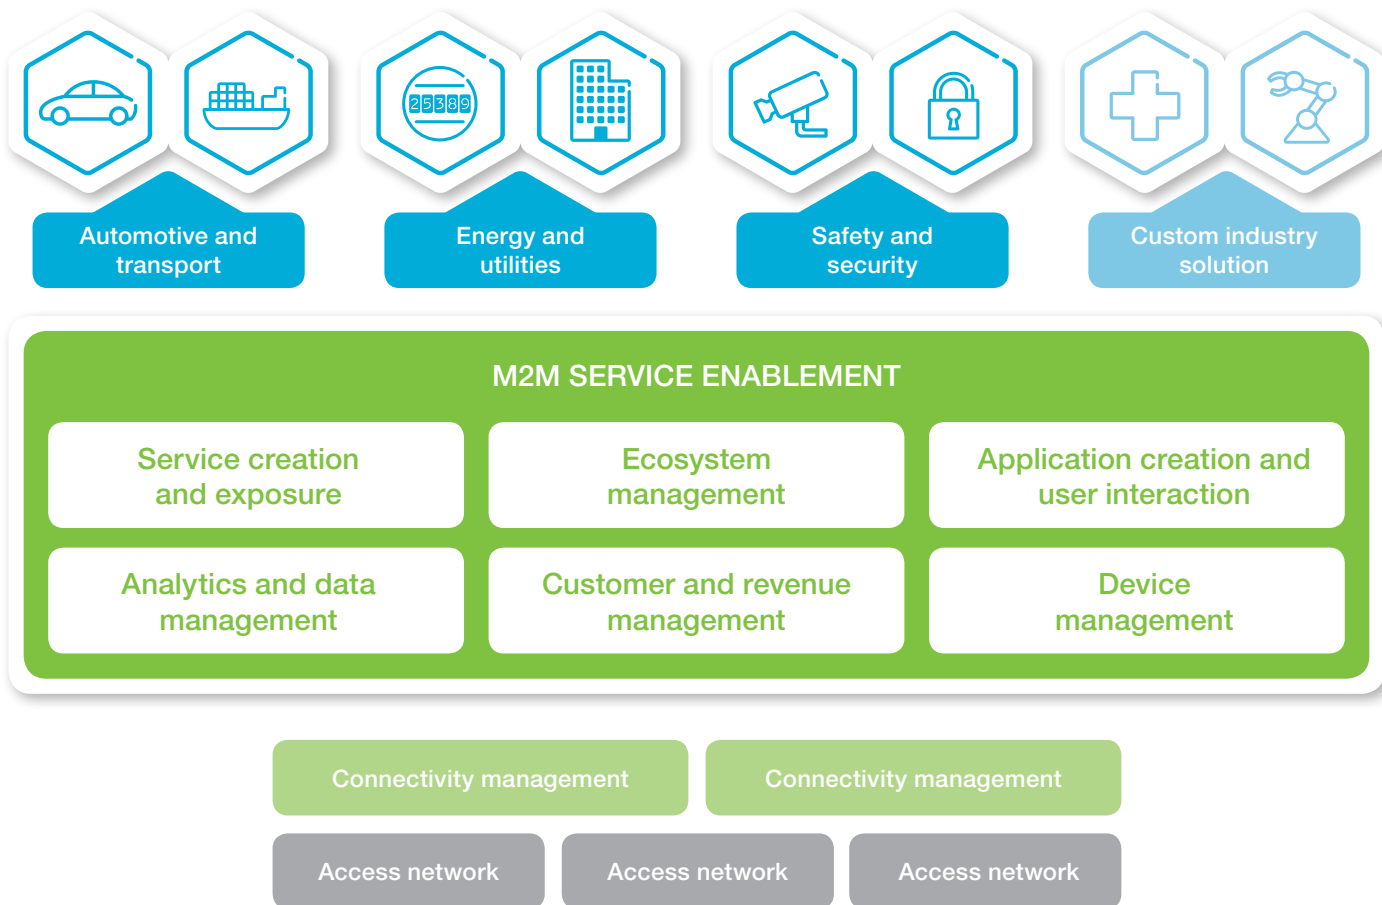 25389
Automotive and
transport
Energy and
utilities
Safety and
security
Custom industry
solution
M2M SERVICE ENABLEMENT
Service creation
and exposure
Ecosystem
management
Application creation and
user interaction
Analytics and data
management
Customer and revenue
management
Device
management
Connectivity management
Connectivity management
Access network
Access network
Access network